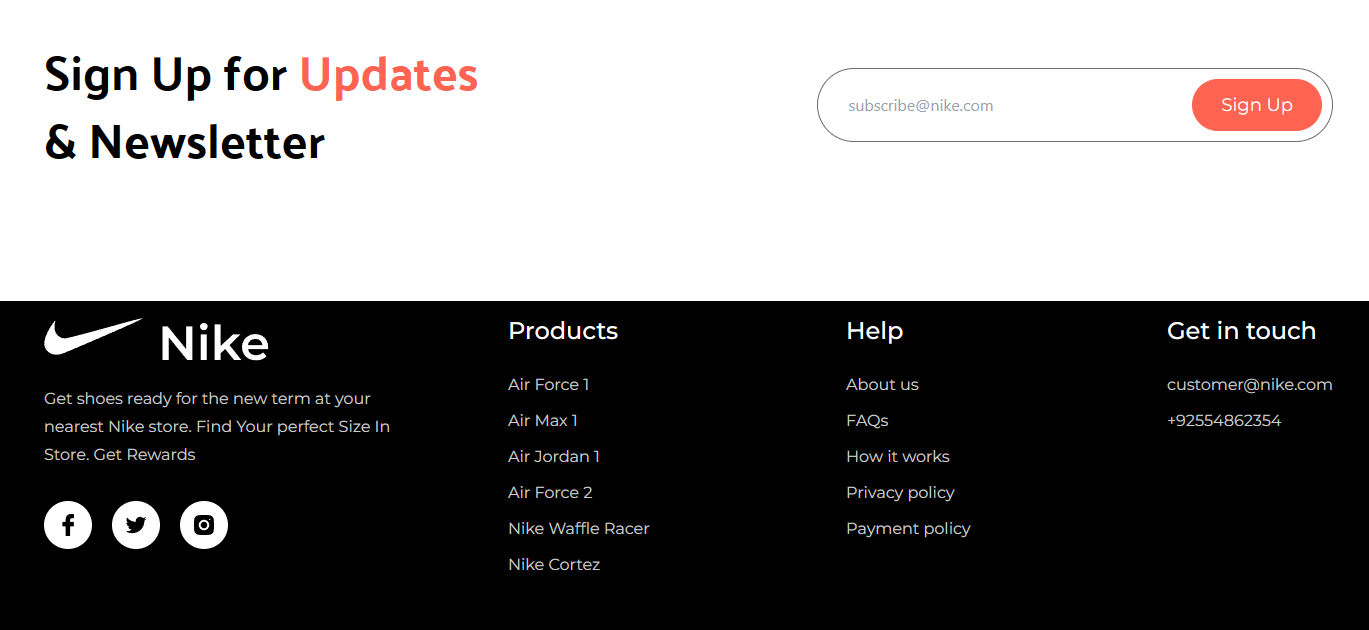 Sign Up for Updates
& Newsletter
subscribe@nike.com
Sign Up
Nike
Get shoes ready for the new term at your
nearest Nike store. Find Your perfect Size In
Store. Get Rewards
Products
Air Force 1
Air Max 1
Air Jordan 1
Air Force 2
Nike Waffle Racer
Nike Cortez
Help
About us
FAQs
How it works
Privacy policy
Payment policy
Get in touch
customer@nike.com
+92554862354